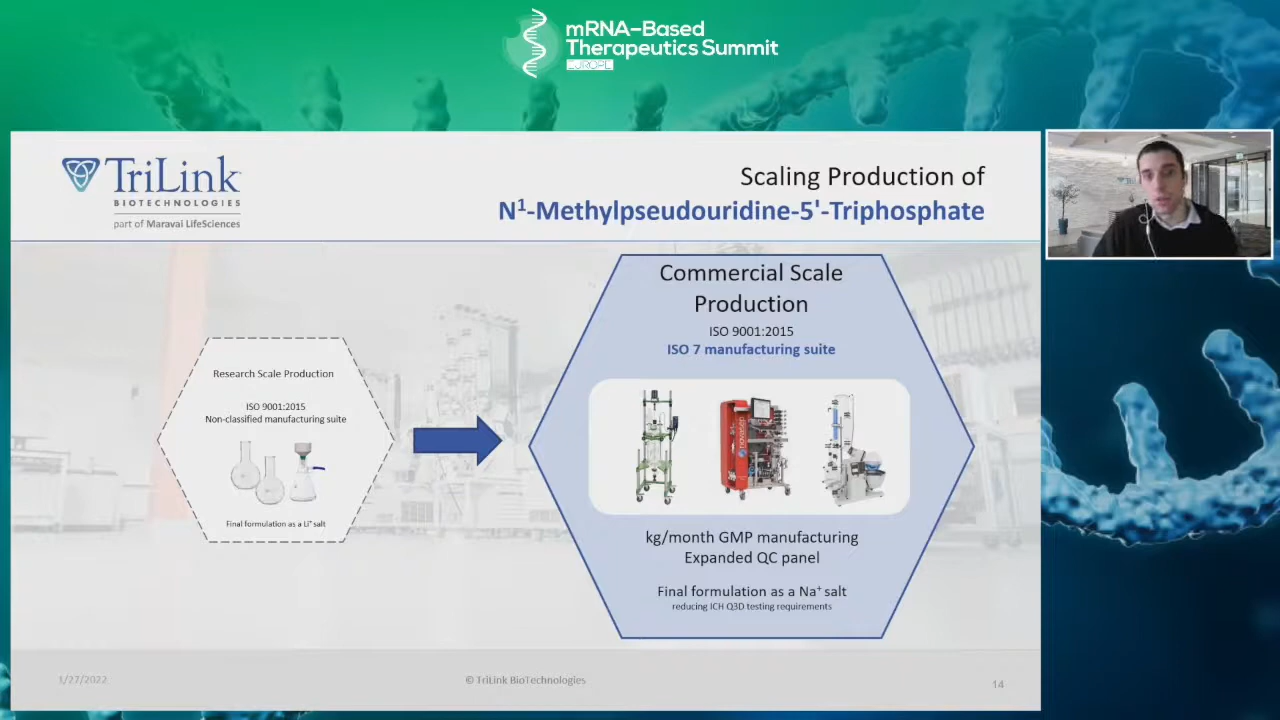 mRNA–Based
Therapeutics Summit
EUROPE
TriLink
BIOTECHNOLOGIES
part of Maravai LifeSciences
Scaling Production of
N¹-Methylpseudouridine-5'-Triphosphate
Research Scale Production
ISO 9001:2015
Non-classified manufacturing suite
Final formulation as a Li⁺ salt
Commercial Scale
Production
ISO 9001:2015
ISO 7 manufacturing suite
kg/month GMP manufacturing
Expanded QC panel
Final formulation as a Na⁺ salt
reducing ICH Q3D testing requirements
1/27/2022
© TriLink BioTechnologies
14